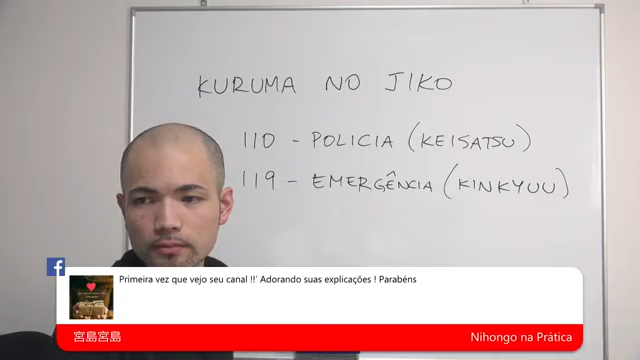 KURUMA NO JIKO
110 - POLICIA (KEISATSU)
119 - EMERGÊNCIA (KINKYUU)
Primeira vez que vejo seu canal !!' Adorando suas explicações ! Parabéns
宮島宮島
Nihongo na Prática